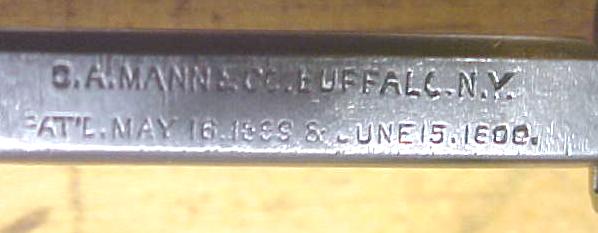 C.A.MANN & CO. BUFFALO.N.Y.
PAT'D. MAY 16. & JUNE 15.